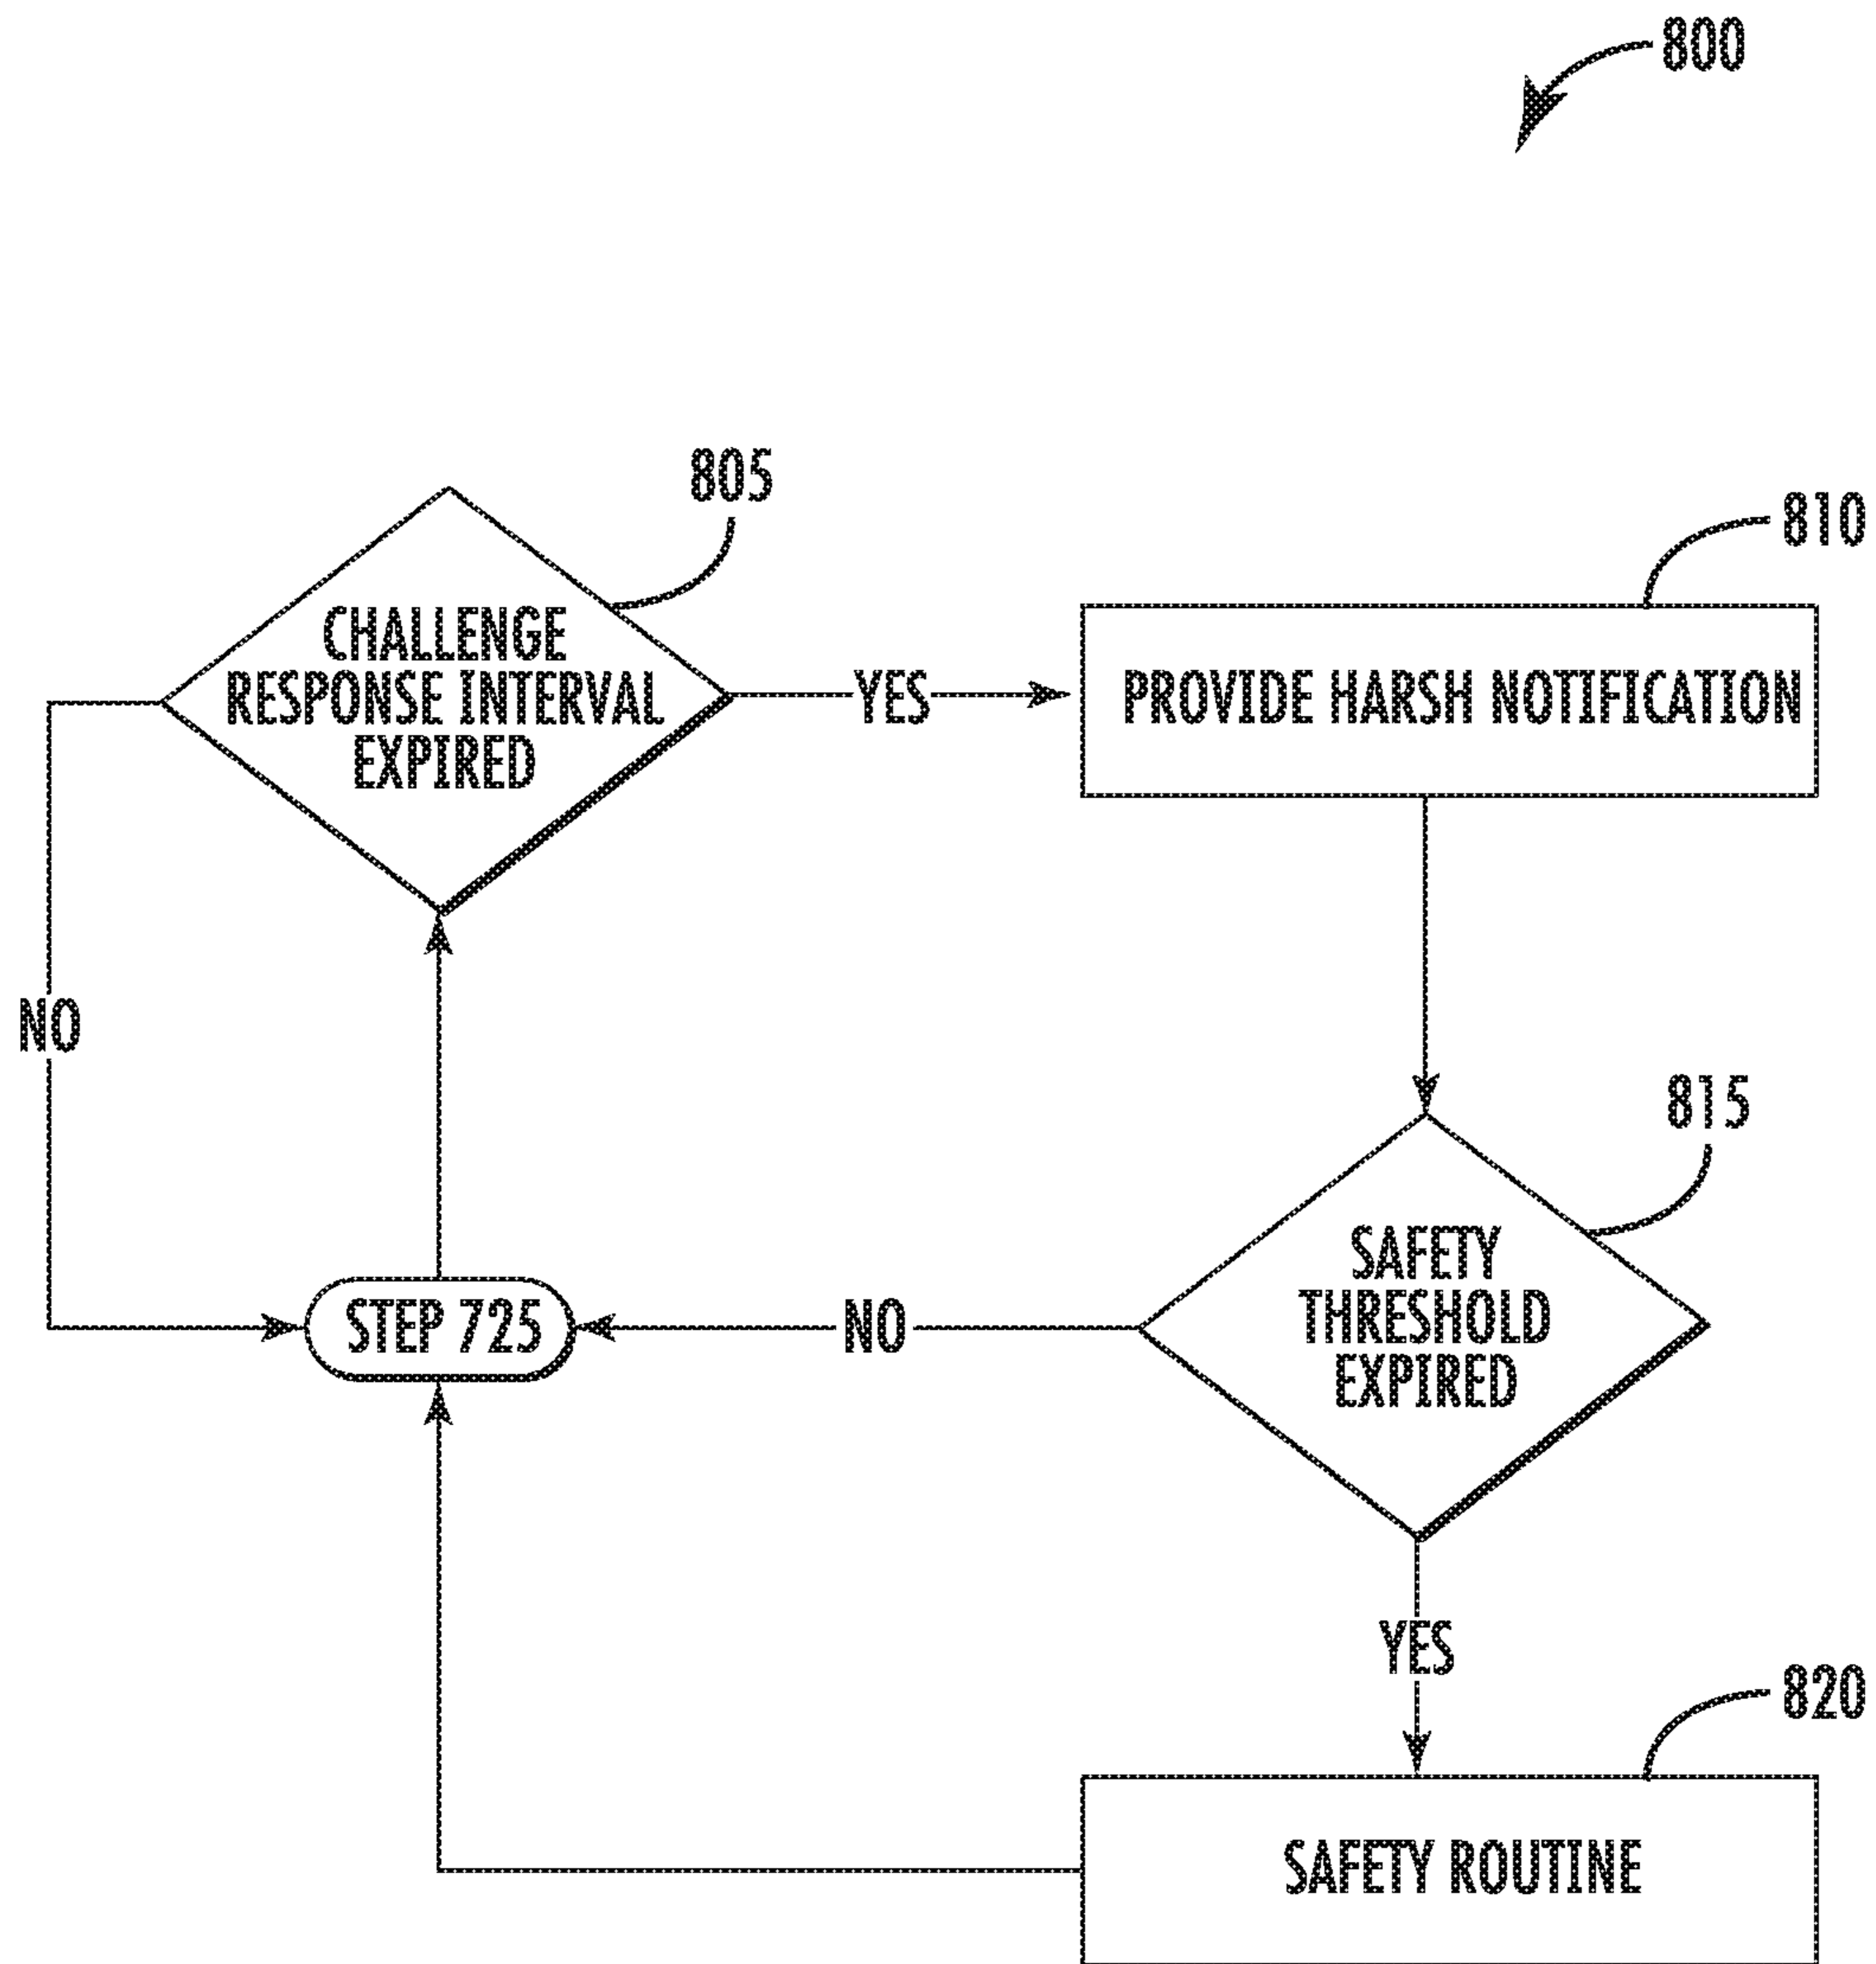 800
805
810
CHALLENGE
RESPONSE INTERVAL
EXPIRED
YES
PROVIDE HARSH NOTIFICATION
NO
815
SAFETY
THRESHOLD
EXPIRED
STEP 725
NO
YES
820
SAFETY ROUTINE